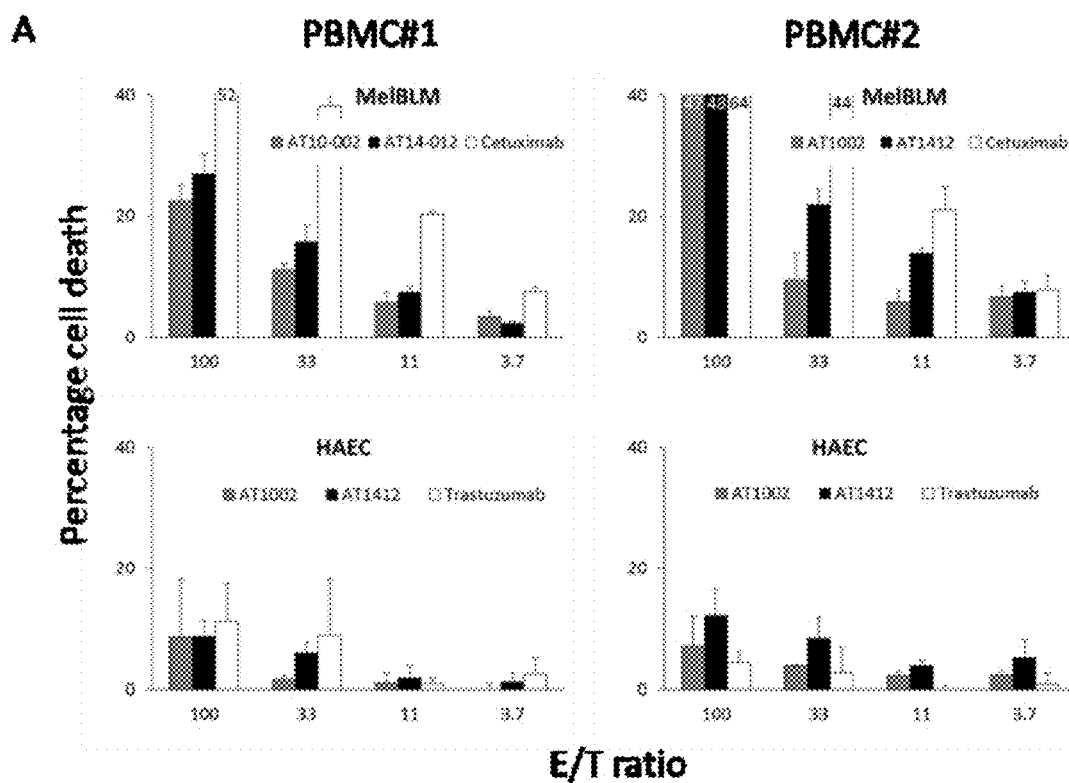 A
PBMC#1
PBMC#2
Percentage cell death
40
20
0
52
MelBLM
AT10-002 AT14-012 Cetuximab
100 33 11 3.7
40
20
0
64
44
MelBLM
AT1002 AT1412 Cetuximab
100 33 11 3.7
40
20
0
HAEC
AT1002 AT1412 Trastuzumab
100 33 11 3.7
40
20
0
HAEC
AT1002 AT1412 Trastuzumab
100 33 11 3.7
E/T ratio